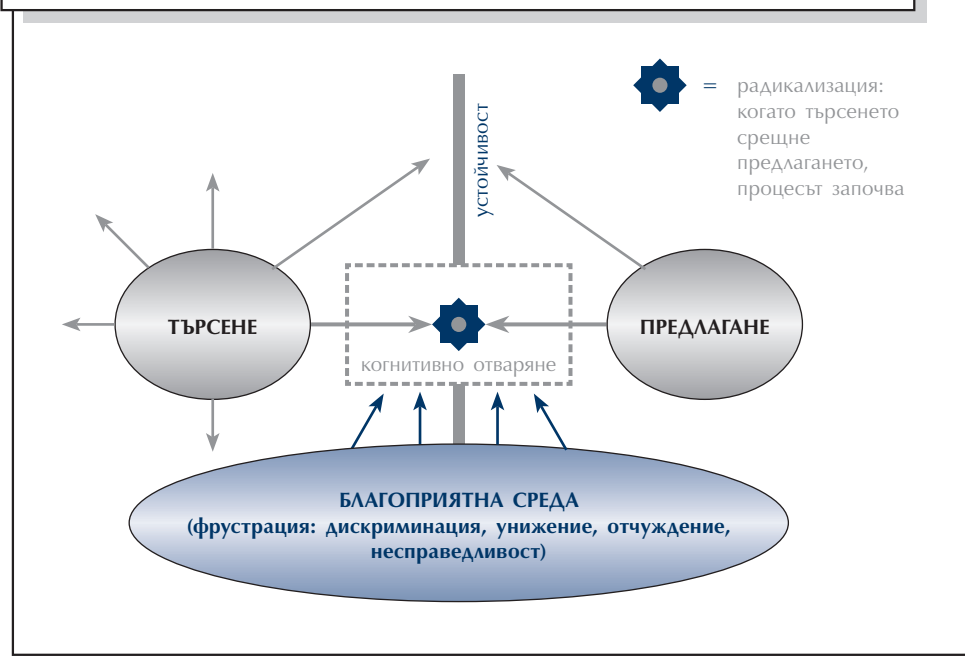 = радикализация:
когато търсенето
срещне
предлагането,
процесът започва
устойчивост
ТЪРСЕНЕ
ПРЕДЛАГАНЕ
когнитивно отваряне
БЛАГОПРИЯТНА СРЕДА
(фрустрация: дискриминация, унижение, отчуждение,
несправедливост)